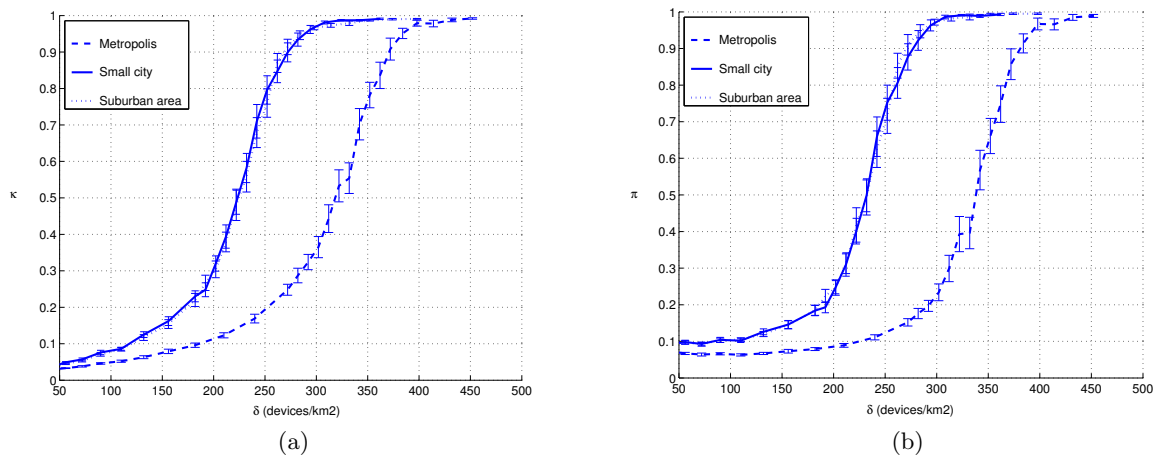 1
0.9
0.8
0.7
0.6
0.5
0.4
0.3
0.2
0.1
0
κ
Metropolis
Small city
Suburban area
50 100 150 200 250 300 350 400 450 500
δ (devices/km2)
(a)
1
0.9
0.8
0.7
0.6
0.5
0.4
0.3
0.2
0.1
0
π
Metropolis
Small city
Suburban area
50 100 150 200 250 300 350 400 450 500
δ (devices/km2)
(b)